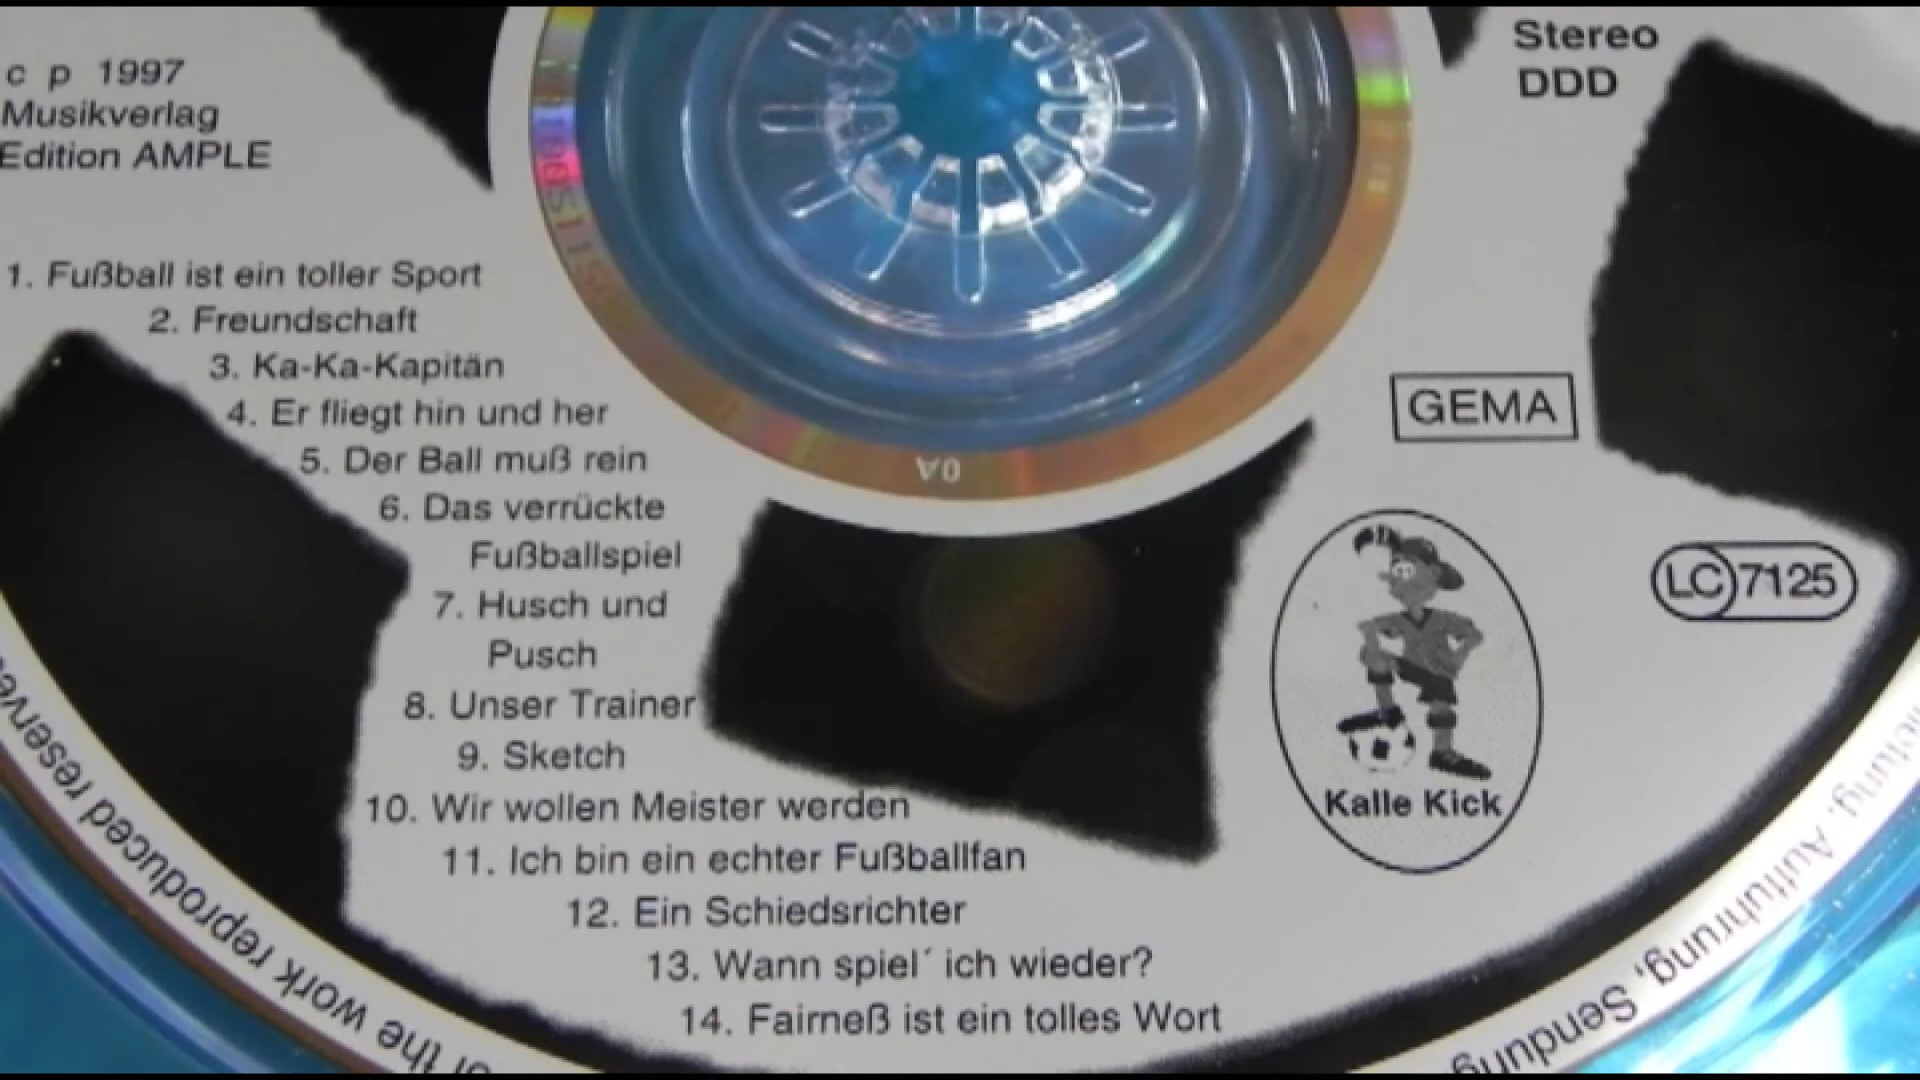 c p 1997
Musikverlag
Edition AMPLE
Stereo
DDD
1. Fußball ist ein toller Sport
2. Freundschaft
3. Ka-Ka-Kapitän
4. Er fliegt hin und her
5. Der Ball muß rein
6. Das verrückte
Fußballspiel
7. Husch und
Pusch
8. Unser Trainer
9. Sketch
10. Wir wollen Meister werden
11. Ich bin ein echter Fußballfan
12. Ein Schiedsrichter
13. Wann spiel´ ich wieder?
14. Fairneß ist ein tolles Wort
GEMA
LC 7125
Kalle Kick
the work reproduced
Aufführung, Sendung